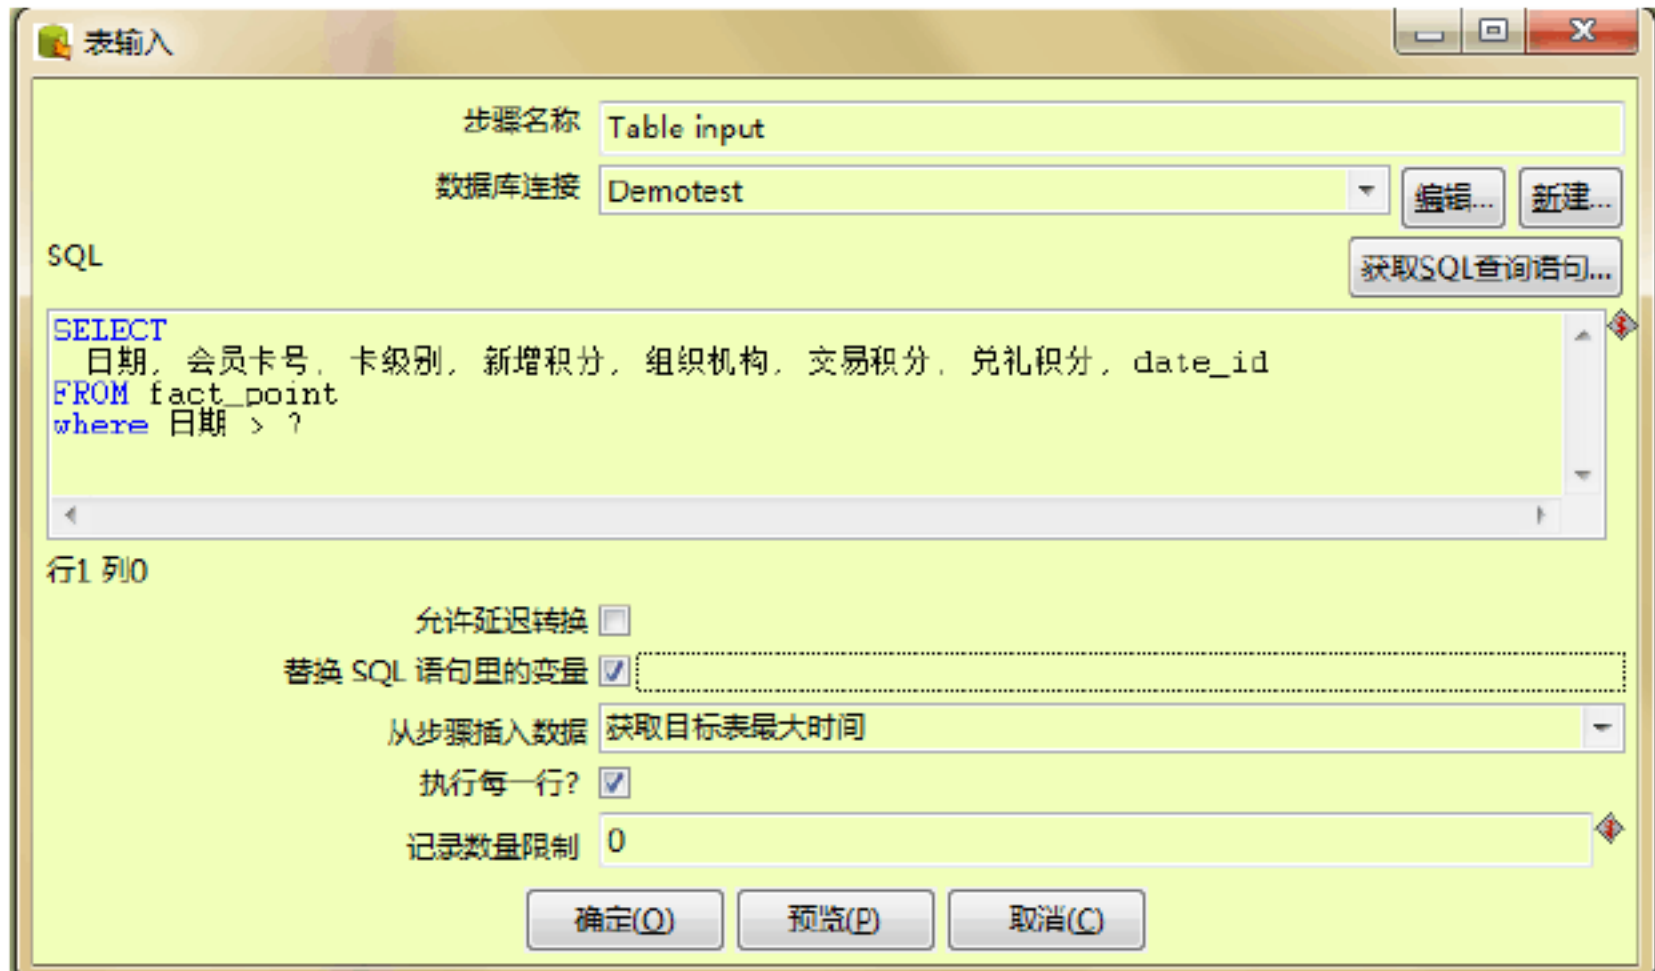 表输入
步骤名称 Table input
数据库连接 Demotest 编辑... 新建...
SQL 获取SQL查询语句...
SELECT
日期, 会员卡号, 卡级别, 新增积分, 组织机构, 交易积分, 兑礼积分, date_id
FROM fact_point
where 日期 > ?
行1 列0
允许延迟转换
替换 SQL 语句里的变量
从步骤插入数据 获取目标表最大时间
执行每一行?
记录数量限制 0
确定(O) 预览(P) 取消(C)